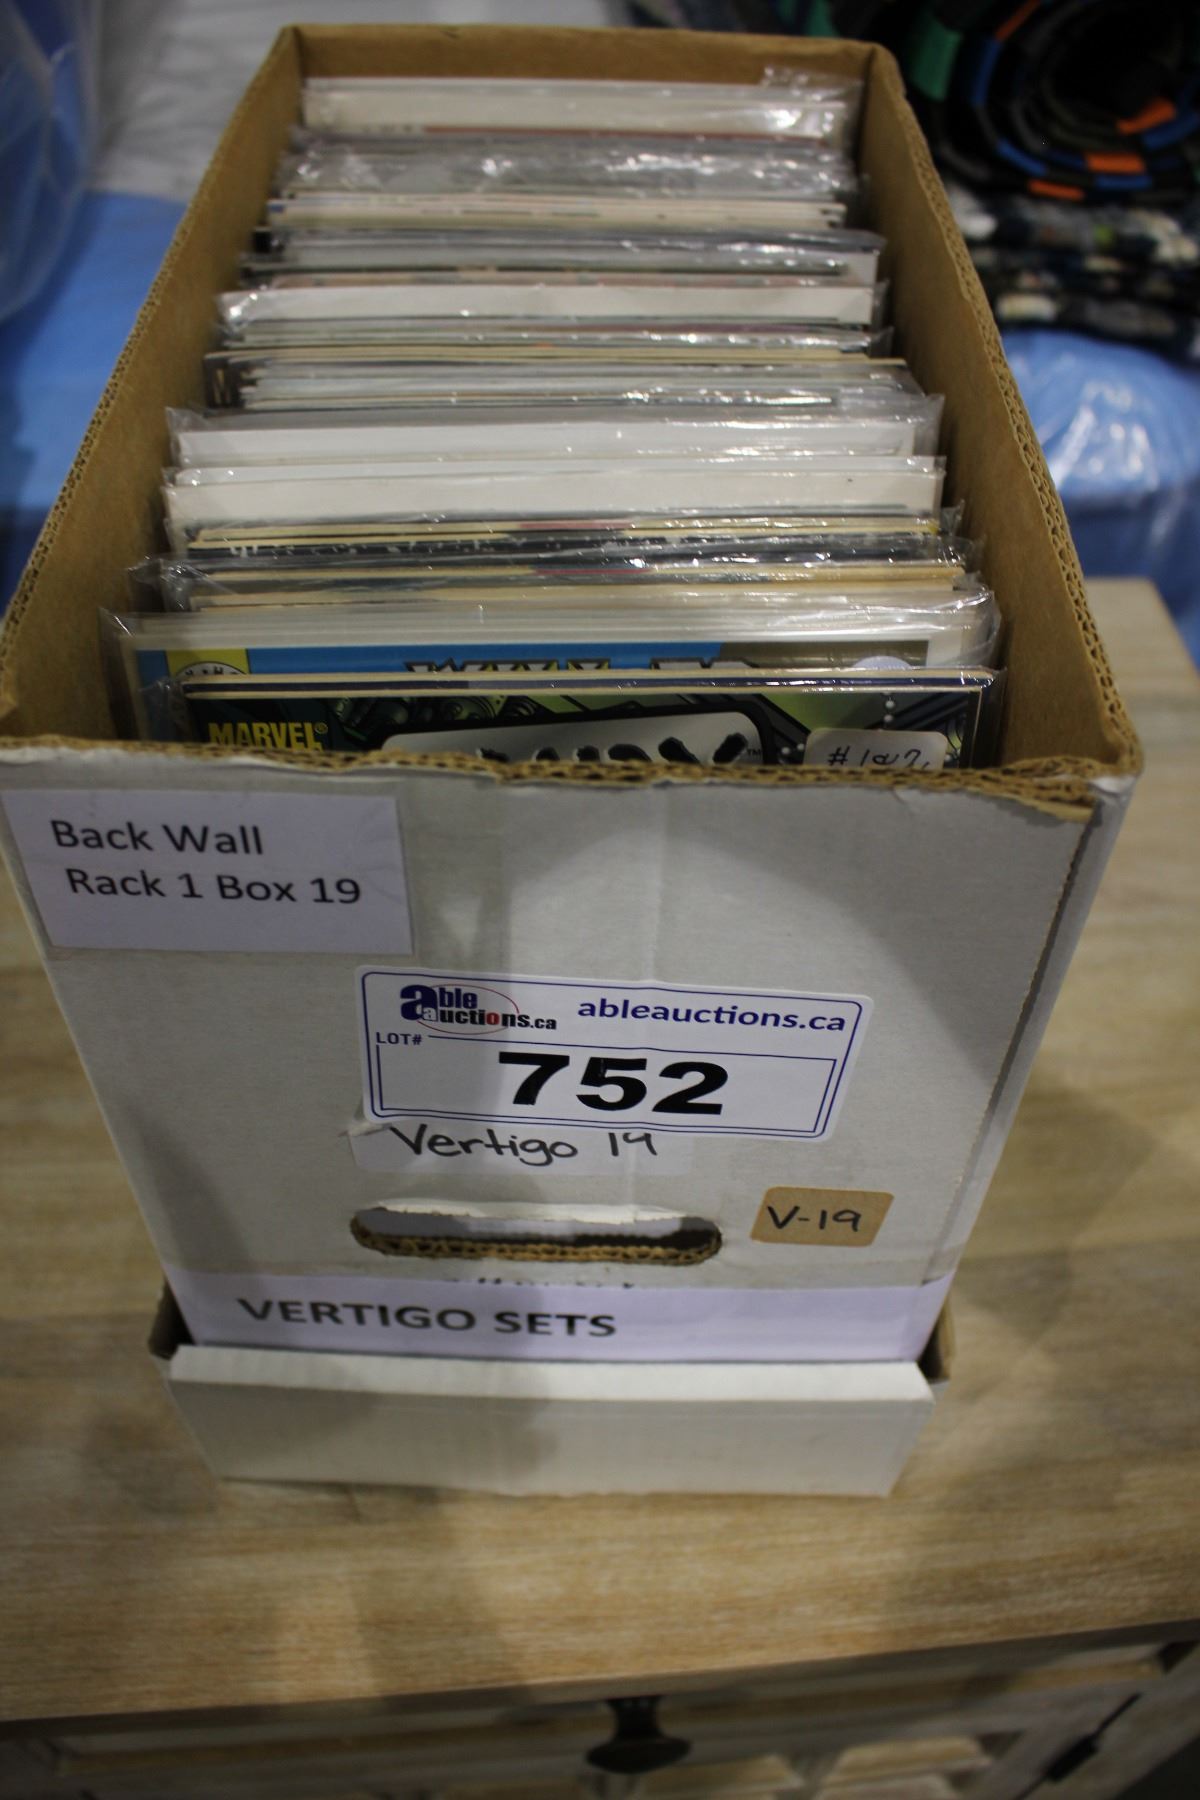 MARVEL®
TM
Back Wall
Rack 1 Box 19
able auctions.ca
ableauctions.ca
LOT#
752
Vertigo 19
V-19
VERTIGO SETS